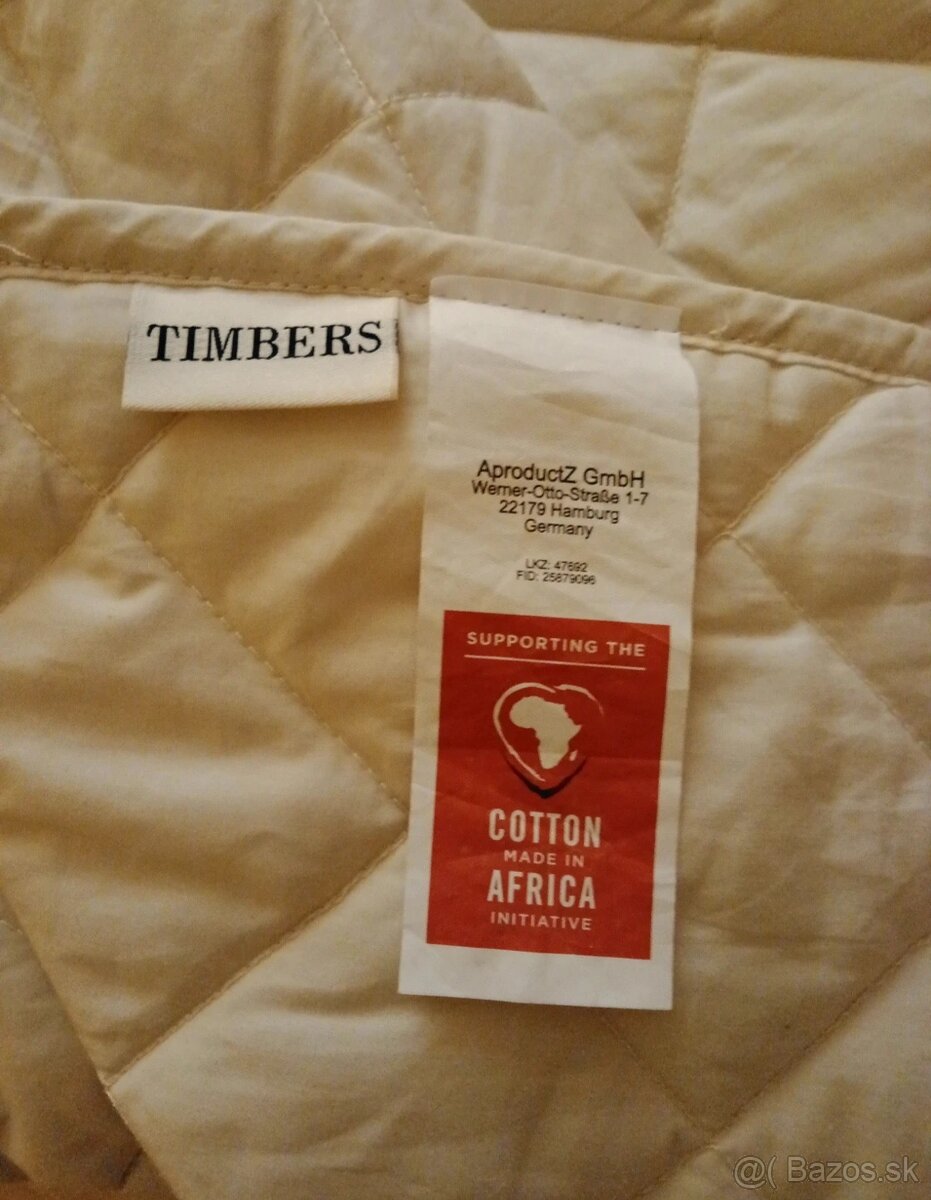 TIMBERS
AproductZ GmbH
Werner-Otto-Straße 1-7
22179 Hamburg
Germany
LKZ: 47692
FID: 25879096
SUPPORTING THE
COTTON
MADE IN
AFRICA
INITIATIVE
@( Bazos.sk